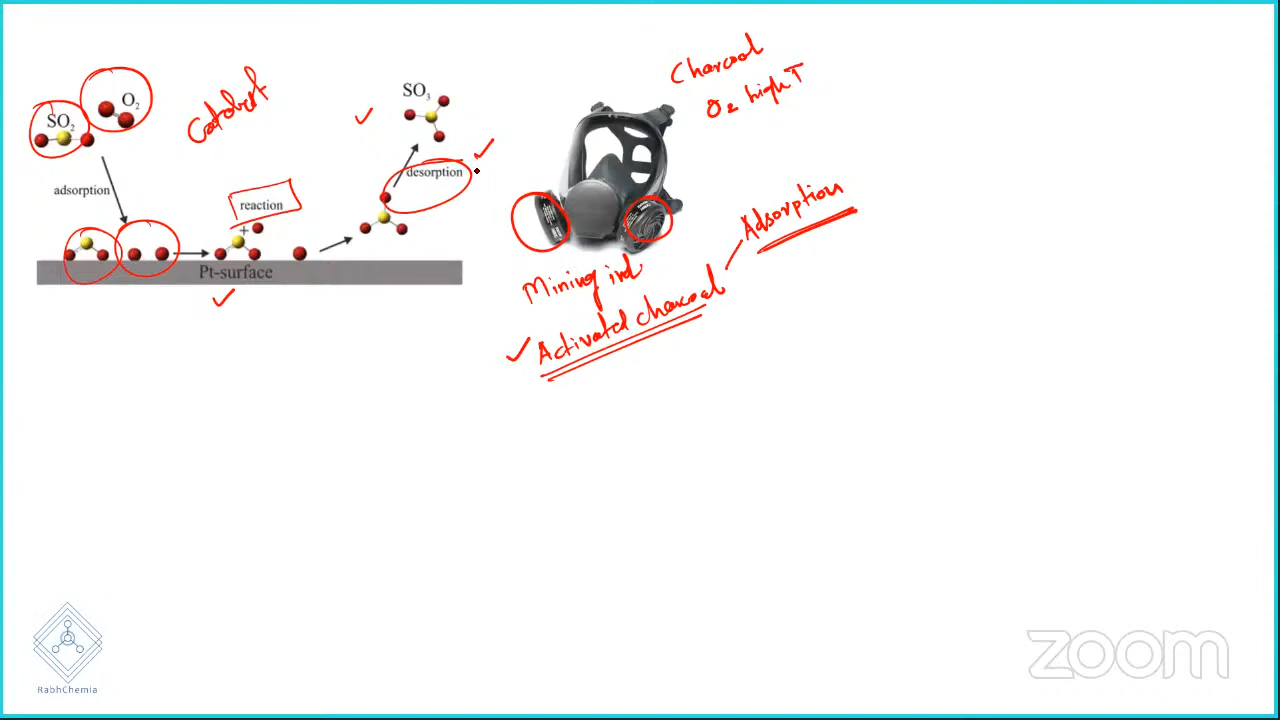 SO2
O2
Catalyst
SO3
Charcoal
O2 high T
adsorption
reaction
desorption
+
Pt-surface
Adsorption
Mining ind
Activated charcoal
RabhChemia
zoom